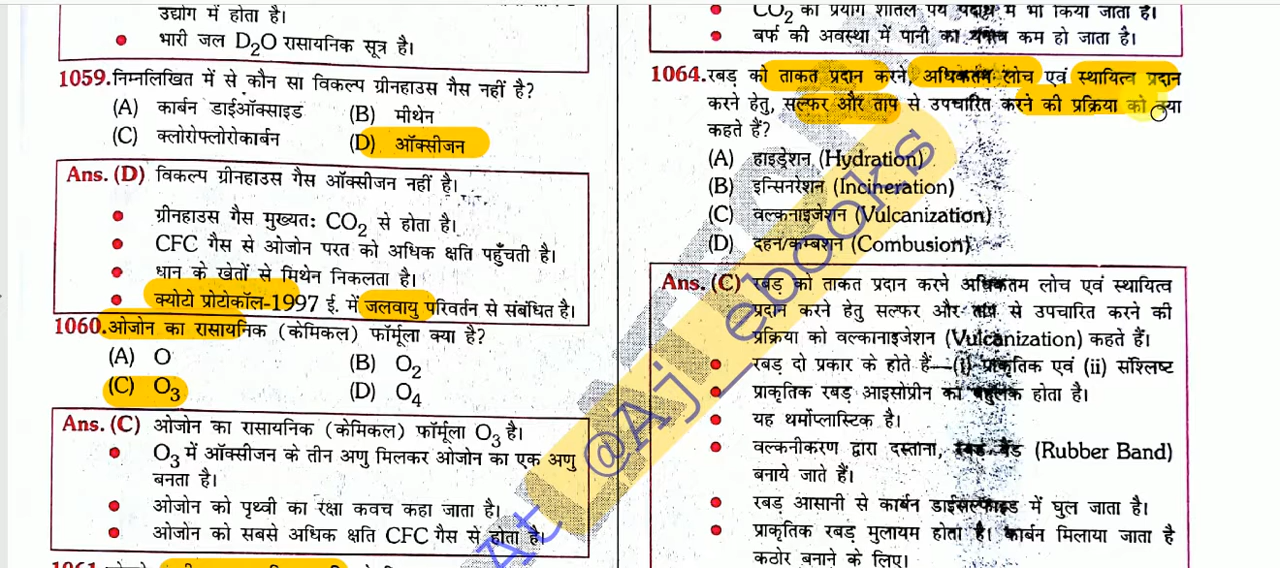 उद्योग में होता है।
• भारी जल D2O रासायनिक सूत्र है।
1059.निम्नलिखित में से कौन सा विकल्प ग्रीनहाउस गैस नहीं है?
(A) कार्बन डाईऑक्साइड (B) मीथेन
(C) क्लोरोफ्लोरोकार्बन (D) ऑक्सीजन
Ans. (D) विकल्प ग्रीनहाउस गैस ऑक्सीजन नहीं है।
• ग्रीनहाउस गैस मुख्यत: CO2 से होता है।
• CFC गैस से ओजोन परत को अधिक क्षति पहुँचती है।
• धान के खेतों से मिथेन निकलता है।
• क्योटो प्रोटोकॉल-1997 ई. में जलवायु परिवर्तन से संबंधित है।
1060.ओजोन का रासायनिक (केमिकल) फॉर्मूला क्या है?
(A) O (B) O2
(C) O3 (D) O4
Ans. (C) ओजोन का रासायनिक (केमिकल) फॉर्मूला O3 है।
• O3 में ऑक्सीजन के तीन अणु मिलकर ओजोन का एक अणु
बनता है।
• ओजोन को पृथ्वी का रक्षा कवच कहा जाता है।
• ओजोन को सबसे अधिक क्षति CFC गैस से होता है।
1061.
• CO2 का प्रयोग शीतल पेय पदार्थ में भी किया जाता है।
• बर्फ की अवस्था में पानी का घनत्व कम हो जाता है।
1064.रबड़ को ताकत प्रदान करने, अधिकतम लोच एवं स्थायित्व प्रदान
करने हेतु, सल्फर और ताप से उपचारित करने की प्रक्रिया को क्या
कहते हैं?
(A) हाइड्रेशन (Hydration)
(B) इन्सिनरेशन (Incineration)
(C) वल्कनाइजेशन (Vulcanization)
(D) दहन/कम्बशन (Combusion)
Ans. (C) रबड़ को ताकत प्रदान करने अधिकतम लोच एवं स्थायित्व
प्रदान करने हेतु सल्फर और ताप से उपचारित करने की
प्रक्रिया को वल्कानाइजेशन (Vulcanization) कहते हैं।
• रबड़ दो प्रकार के होते हैं—(i) प्राकृतिक एवं (ii) संश्लिष्ट
• प्राकृतिक रबड़ आइसोप्रीन का बहुलक होता है।
• यह थर्मोप्लास्टिक है।
• वल्कनीकरण द्वारा दस्ताना, रबड़ बैंड (Rubber Band)
बनाये जाते हैं।
• रबड़ आसानी से कार्बन डाईसल्फाइड में घुल जाता है।
• प्राकृतिक रबड़ मुलायम होता है। कार्बन मिलाया जाता है
कठोर बनाने के लिए।
At @Aj_ebooks